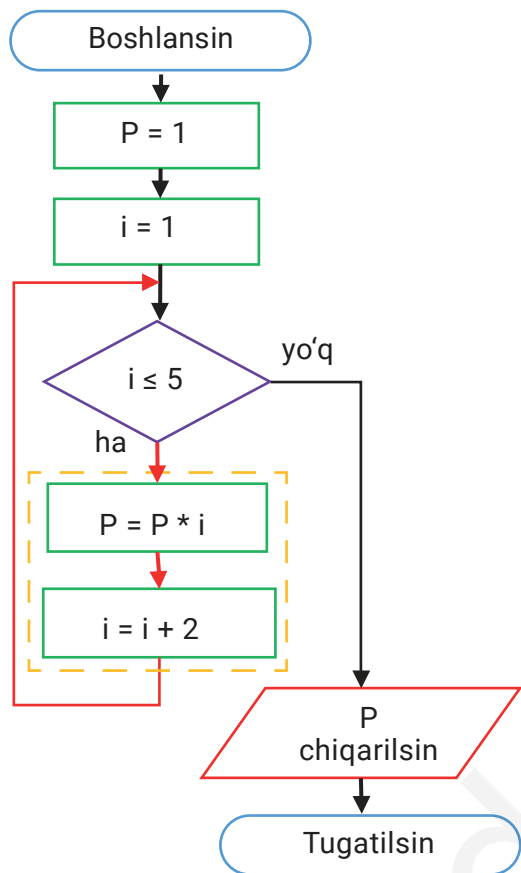 Boshlansin
P = 1
i = 1
i ≤ 5
yo‘q
ha
P = P * i
i = i + 2
P
chiqarilsin
Tugatilsin